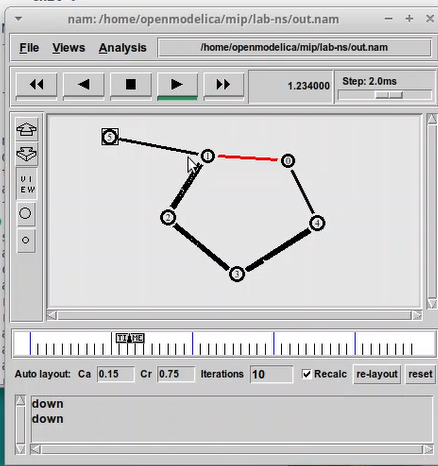 nam: /home/openmodelica/mip/lab-ns/out.nam
File Views Analysis /home/openmodelica/mip/lab-ns/out.nam
1.234000 Step: 2.0ms
5
1
0
VI
EW
2
4
3
TIME
Auto layout: Ca 0.15 Cr 0.75 Iterations 10 Recalc re-layout reset
down
down